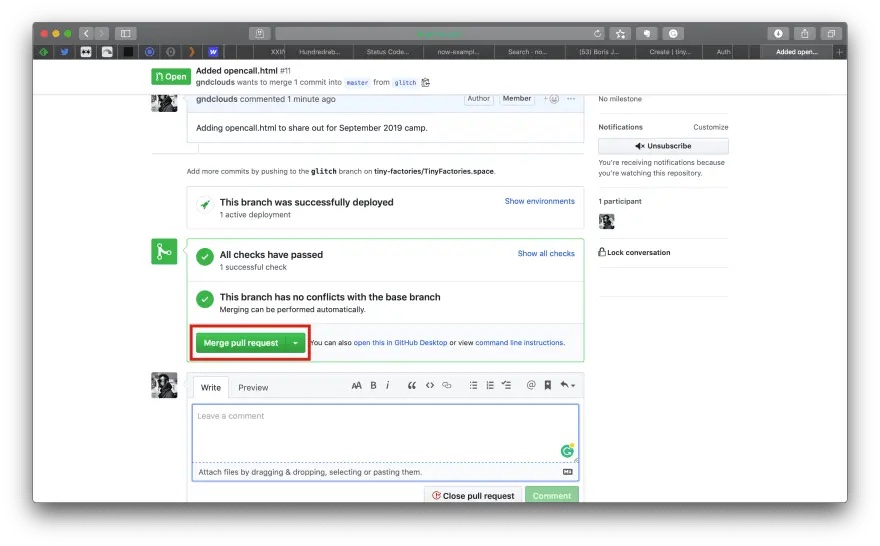 XXIIV
Hundredrab...
Status Code...
now-exampl...
Search - no...
(53) Boris J...
Create | tiny...
Auth
Added open...
Open
Added opencall.html #11
gndclouds wants to merge 1 commit into master from glitch
gndclouds commented 1 minute ago
Author
Member
No milestone
Adding opencall.html to share out for September 2019 camp.
Notifications
Customize
Unsubscribe
You're receiving notifications because
you're watching this repository.
Add more commits by pushing to the glitch branch on tiny-factories/TinyFactories.space.
This branch was successfully deployed
Show environments
1 active deployment
1 participant
All checks have passed
Show all checks
1 successful check
Lock conversation
This branch has no conflicts with the base branch
Merging can be performed automatically.
Merge pull request
You can also open this in GitHub Desktop or view command line instructions.
Write
Preview
Leave a comment
Attach files by dragging & dropping, selecting or pasting them.
Close pull request
Comment